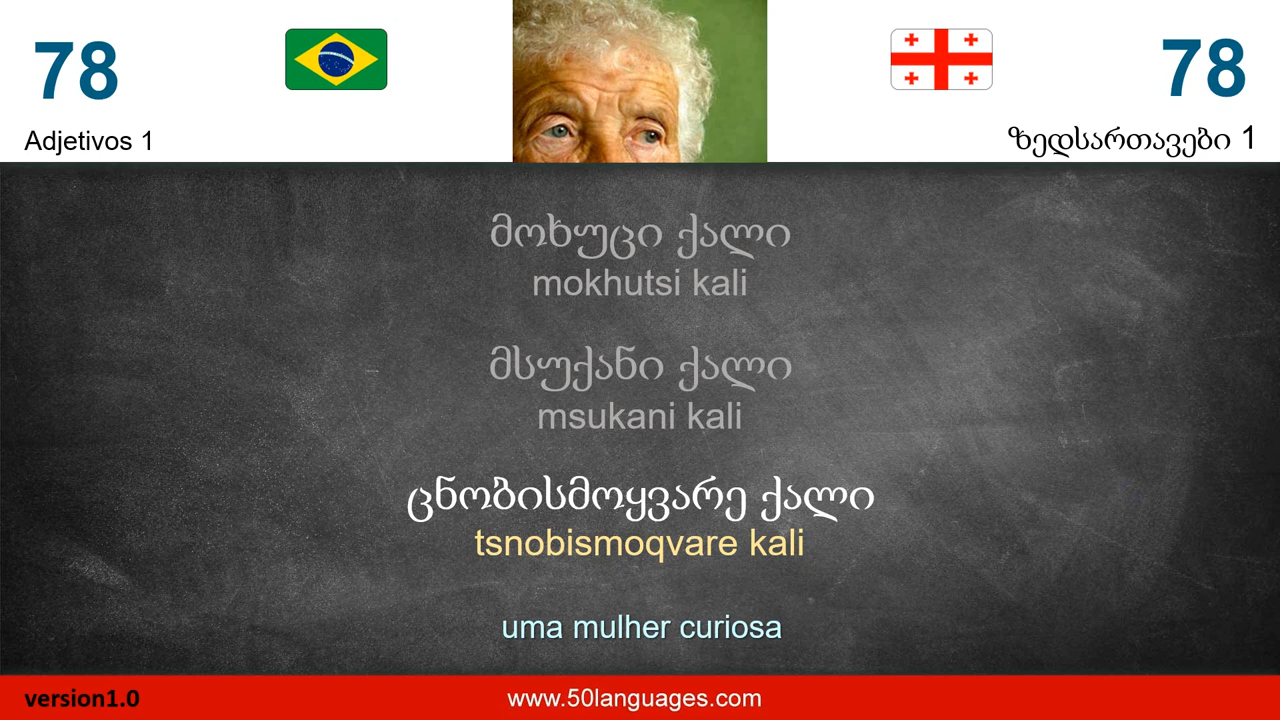 78
78
Adjetivos 1
ზედსართავები 1
მოხუცი ქალი
mokhutsi kali
მსუქანი ქალი
msukani kali
ცნობისმოყვარე ქალი
tsnobismoqvare kali
uma mulher curiosa
version1.0
www.50languages.com